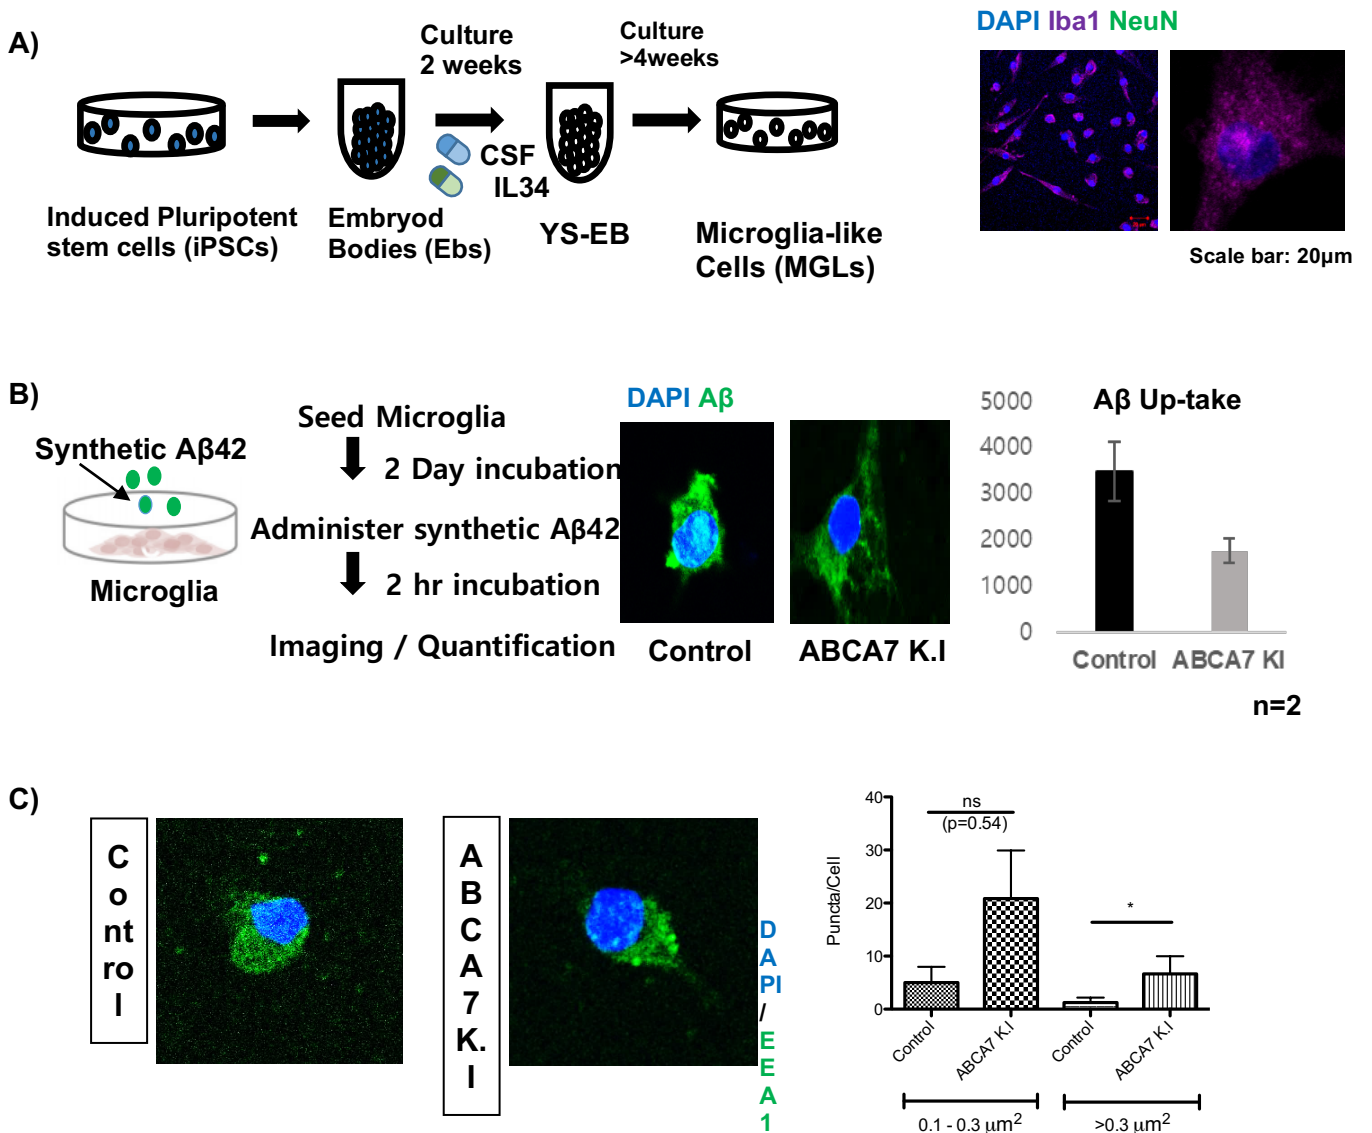 A)
Culture
2 weeks
Culture
>4weeks
CSF
IL34
Induced Pluripotent
stem cells (iPSCs)
Embryod
Bodies (Ebs)
YS-EB
Microglia-like
Cells (MGLs)
DAPI Iba1 NeuN
Scale bar: 20µm
B)
Synthetic Aβ42
Microglia
Seed Microglia
2 Day incubation
Administer synthetic Aβ42
2 hr incubation
Imaging / Quantification
DAPI Aβ
Control
ABCA7 K.I
Aβ Up-take
5000
4000
3000
2000
1000
0
Control
ABCA7 KI
n=2
C)
C
o
nt
ro
l
A
B
C
A
7
K.
I
D
A
PI
/
E
E
A
1
Puncta/Cell
40
30
20
10
0
ns
(p=0.54)
*
Control
ABCA7 K.I
Control
ABCA7 K.I
0.1 - 0.3 µm²
>0.3 µm²